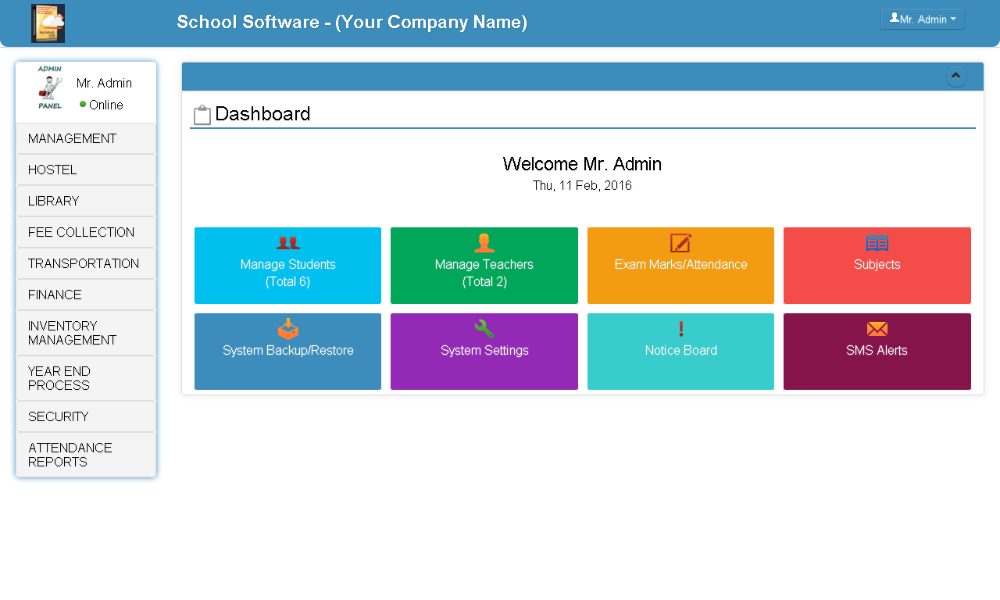 School Software - (Your Company Name)
Mr. Admin
ADMIN
PANEL
Mr. Admin
Online
MANAGEMENT
HOSTEL
LIBRARY
FEE COLLECTION
TRANSPORTATION
FINANCE
INVENTORY
MANAGEMENT
YEAR END
PROCESS
SECURITY
ATTENDANCE
REPORTS
Dashboard
Welcome Mr. Admin
Thu, 11 Feb, 2016
Manage Students
(Total 6)
Manage Teachers
(Total 2)
Exam Marks/Attendance
Subjects
System Backup/Restore
System Settings
Notice Board
SMS Alerts